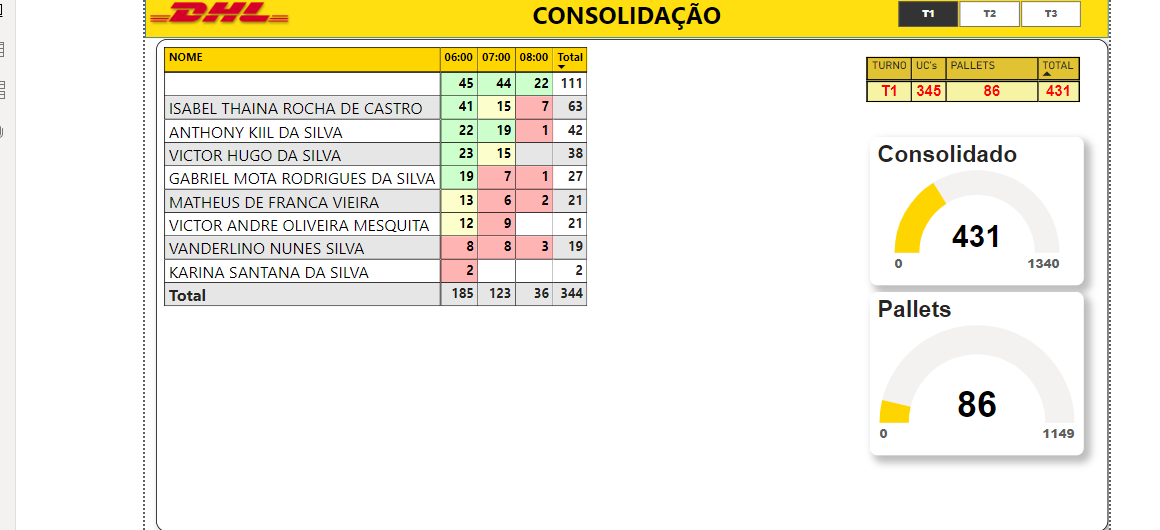 DHL
CONSOLIDAÇÃO
T1 T2 T3
NOME 06:00 07:00 08:00 Total
45 44 22 111
ISABEL THAINA ROCHA DE CASTRO 41 15 7 63
ANTHONY KIIL DA SILVA 22 19 1 42
VICTOR HUGO DA SILVA 23 15 38
GABRIEL MOTA RODRIGUES DA SILVA 19 7 1 27
MATHEUS DE FRANCA VIEIRA 13 6 2 21
VICTOR ANDRE OLIVEIRA MESQUITA 12 9 21
VANDERLINO NUNES SILVA 8 8 3 19
KARINA SANTANA DA SILVA 2 2
Total 185 123 36 344
TURNO UC's PALLETS TOTAL
T1 345 86 431
Consolidado
431
0 1340
Pallets
86
0 1149